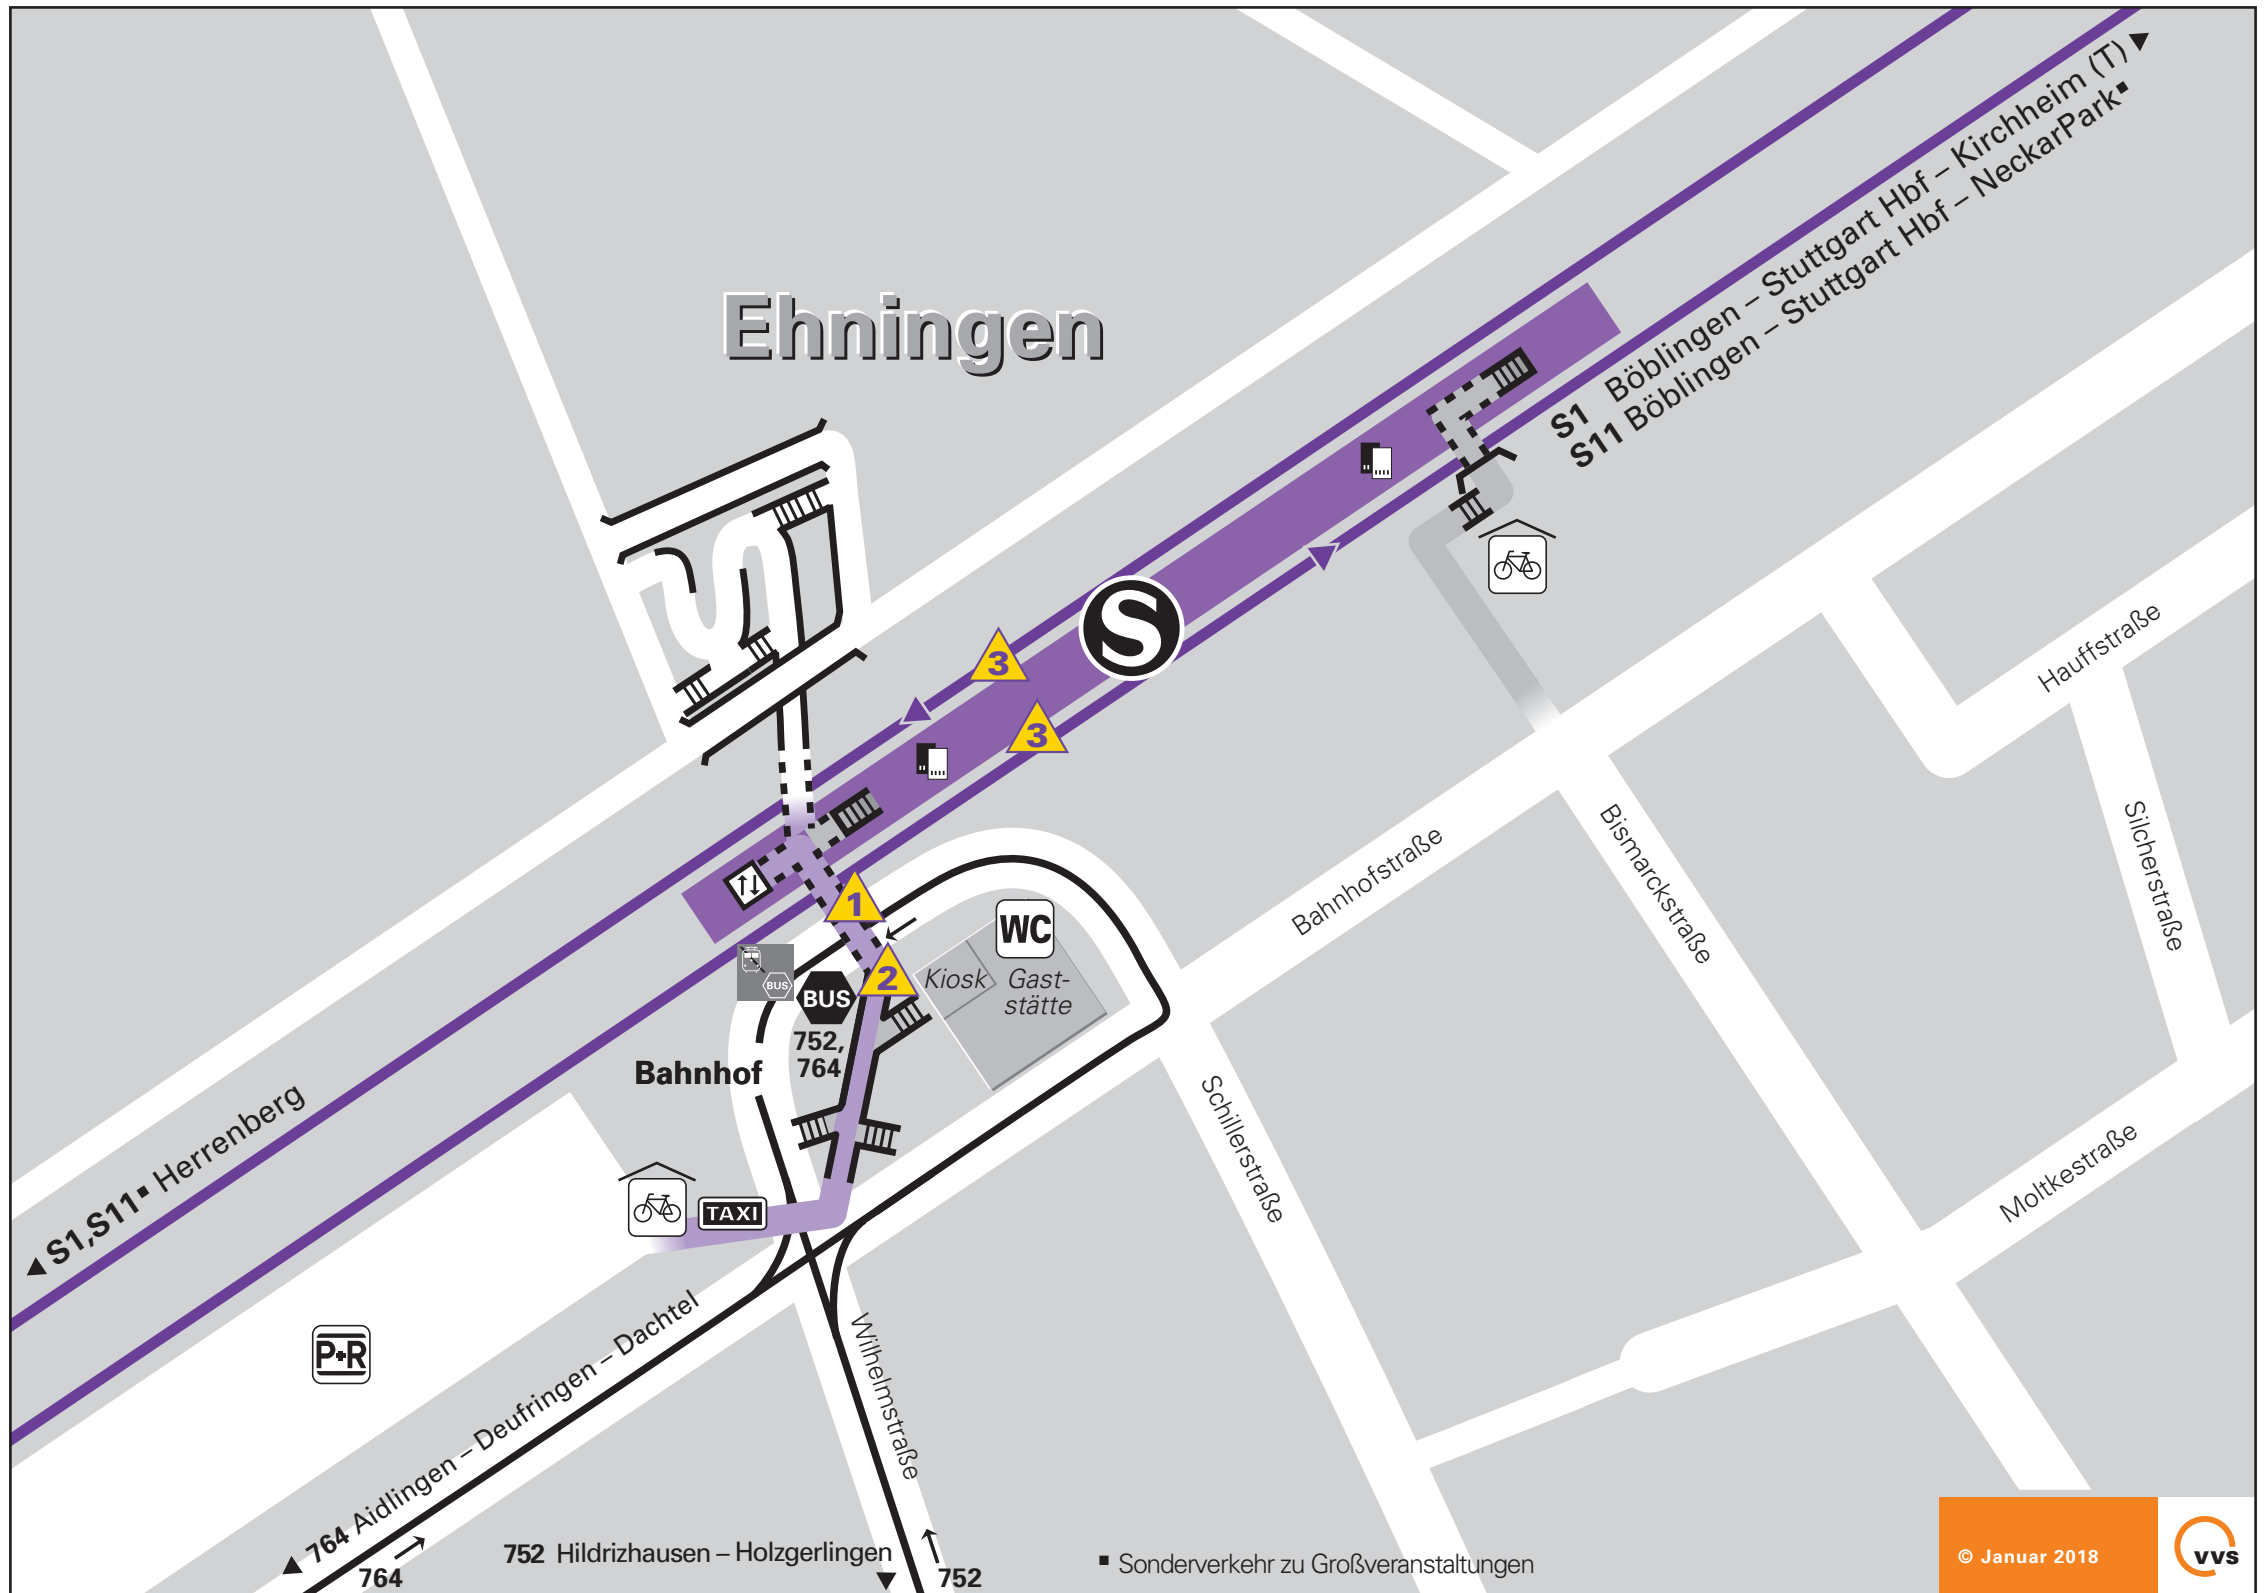 S1 Böblingen – Stuttgart Hbf – Kirchheim (T)
S11 Böblingen – Stuttgart Hbf – NeckarPark▪
Ehningen
S
3
3
Hauffstraße
Silcherstraße
Bismarckstraße
Bahnhofstraße
1
2
WC
Kiosk
Gast-
stätte
BUS
BUS
752,
764
Bahnhof
S1,S11▪ Herrenberg
TAXI
Schillerstraße
Moltkestraße
P+R
Wilhelmstraße
764 Aidlingen – Deufringen – Dachtel
764
752 Hildrizhausen – Holzgerlingen
752
▪ Sonderverkehr zu Großveranstaltungen
© Januar 2018
vvs